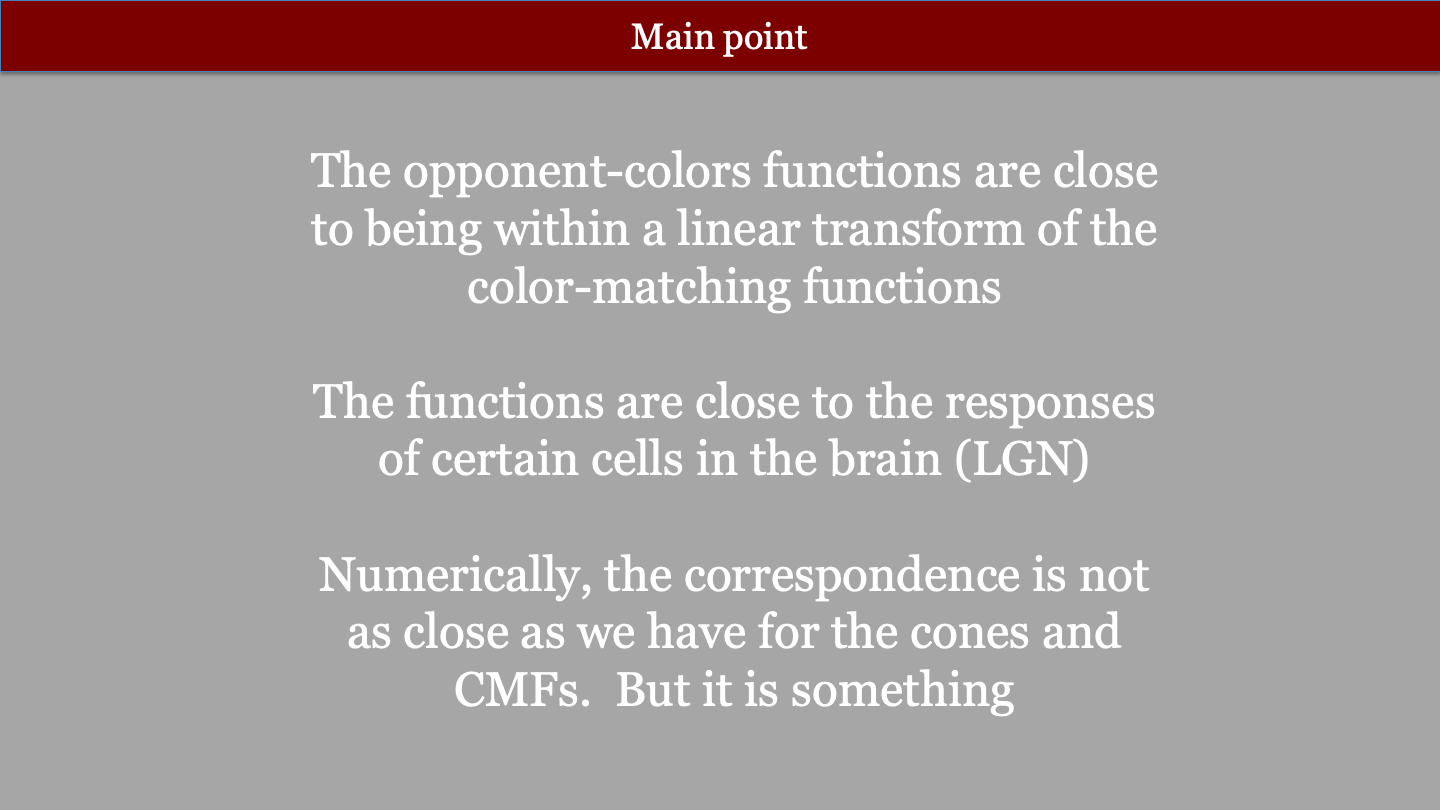 Main point
The opponent-colors functions are close
to being within a linear transform of the
color-matching functions
The functions are close to the responses
of certain cells in the brain (LGN)
Numerically, the correspondence is not
as close as we have for the cones and
CMFs.  But it is something